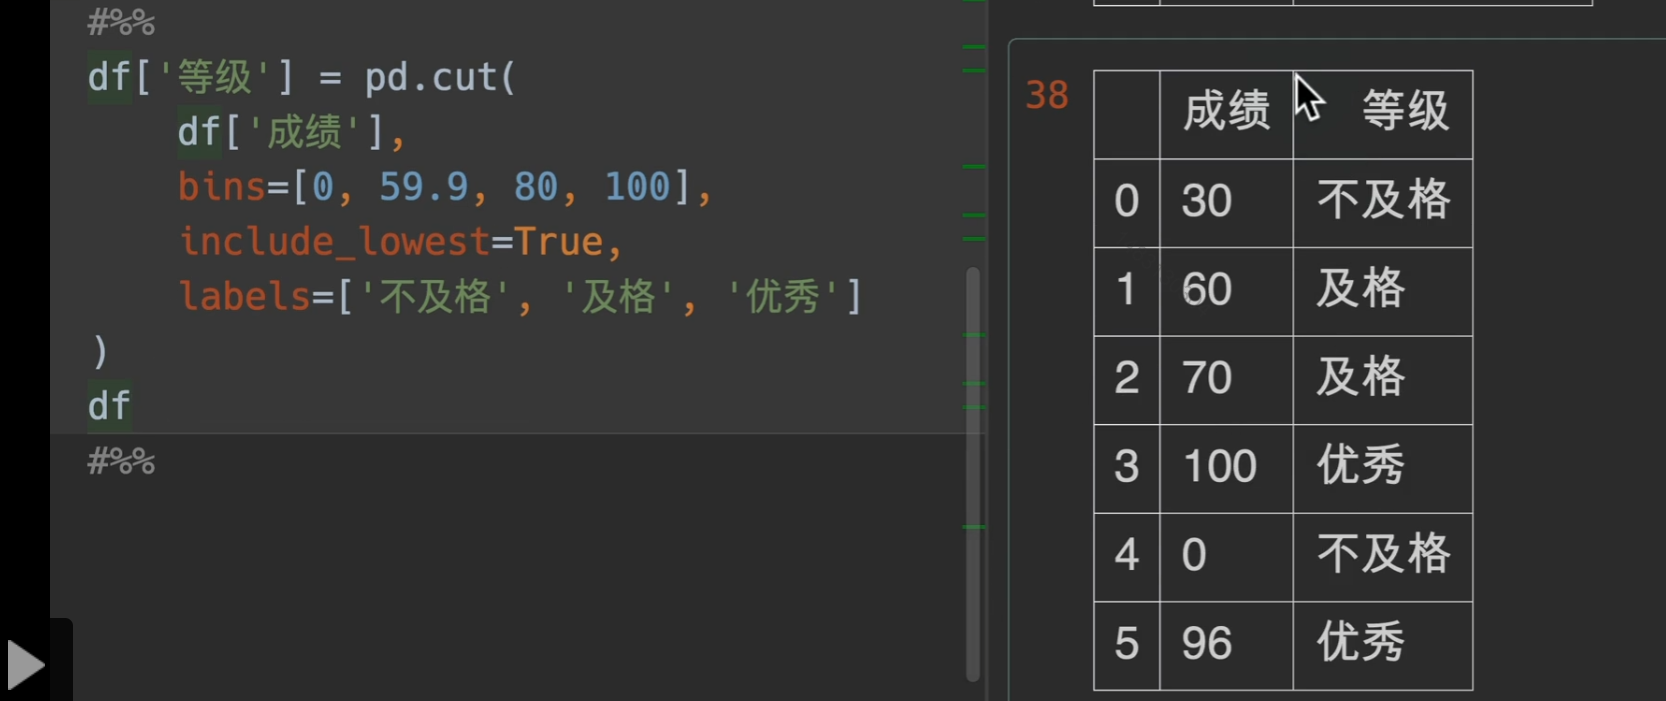 #%%
df['等级'] = pd.cut(
df['成绩'],
bins=[0, 59.9, 80, 100],
include_lowest=True,
labels=['不及格', '及格', '优秀']
)
df
#%%
38
成绩 等级
0 30 不及格
1 60 及格
2 70 及格
3 100 优秀
4 0 不及格
5 96 优秀